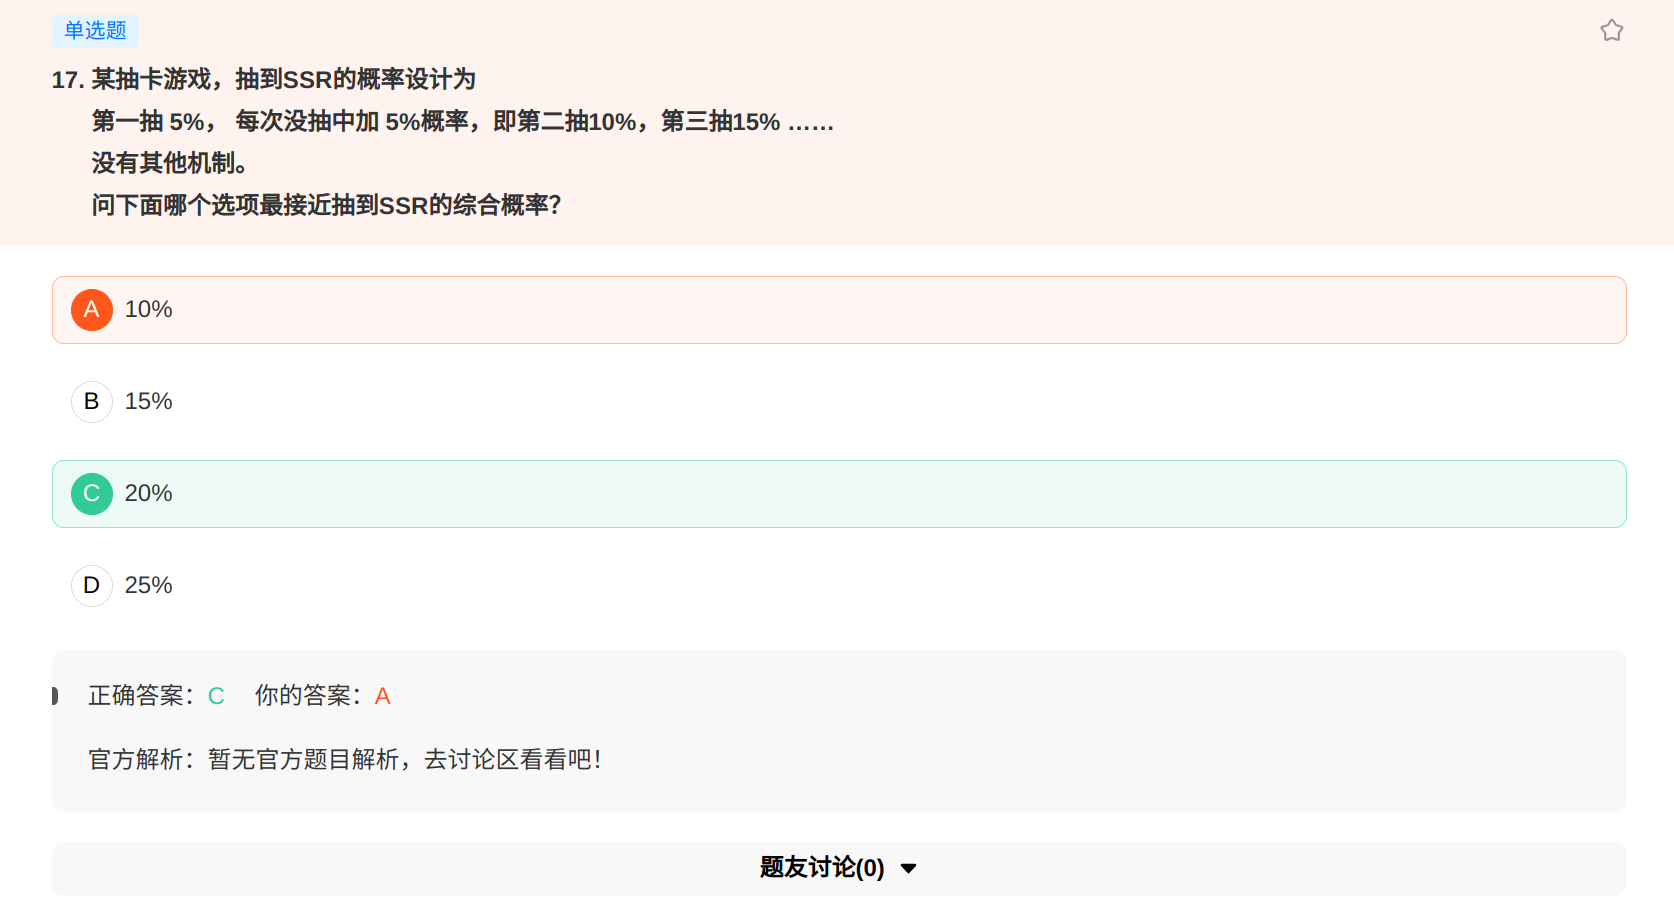 单选题
17. 某抽卡游戏，抽到SSR的概率设计为
第一抽 5%， 每次没抽中加 5%概率，即第二抽10%，第三抽15% ……
没有其他机制。
问下面哪个选项最接近抽到SSR的综合概率？
A 10%
B 15%
C 20%
D 25%
正确答案：C 你的答案：A
官方解析：暂无官方题目解析，去讨论区看看吧！
题友讨论(0)